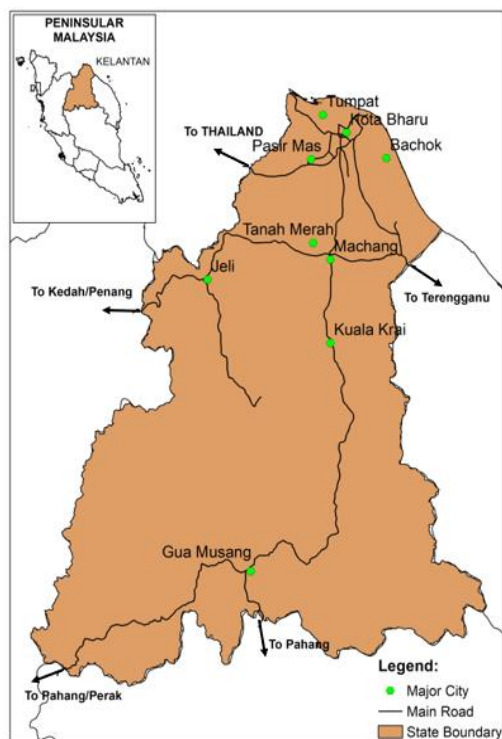 PENINSULAR
MALAYSIA
KELANTAN
Tumpat
Kota Bharu
To THAILAND
Pasir Mas
Bachok
Tanah Merah
Machang
Jeli
To Kedah/Penang
To Terengganu
Kuala Krai
Gua Musang
To Pahang
To Pahang/Perak
Legend:
Major City
Main Road
State Boundary